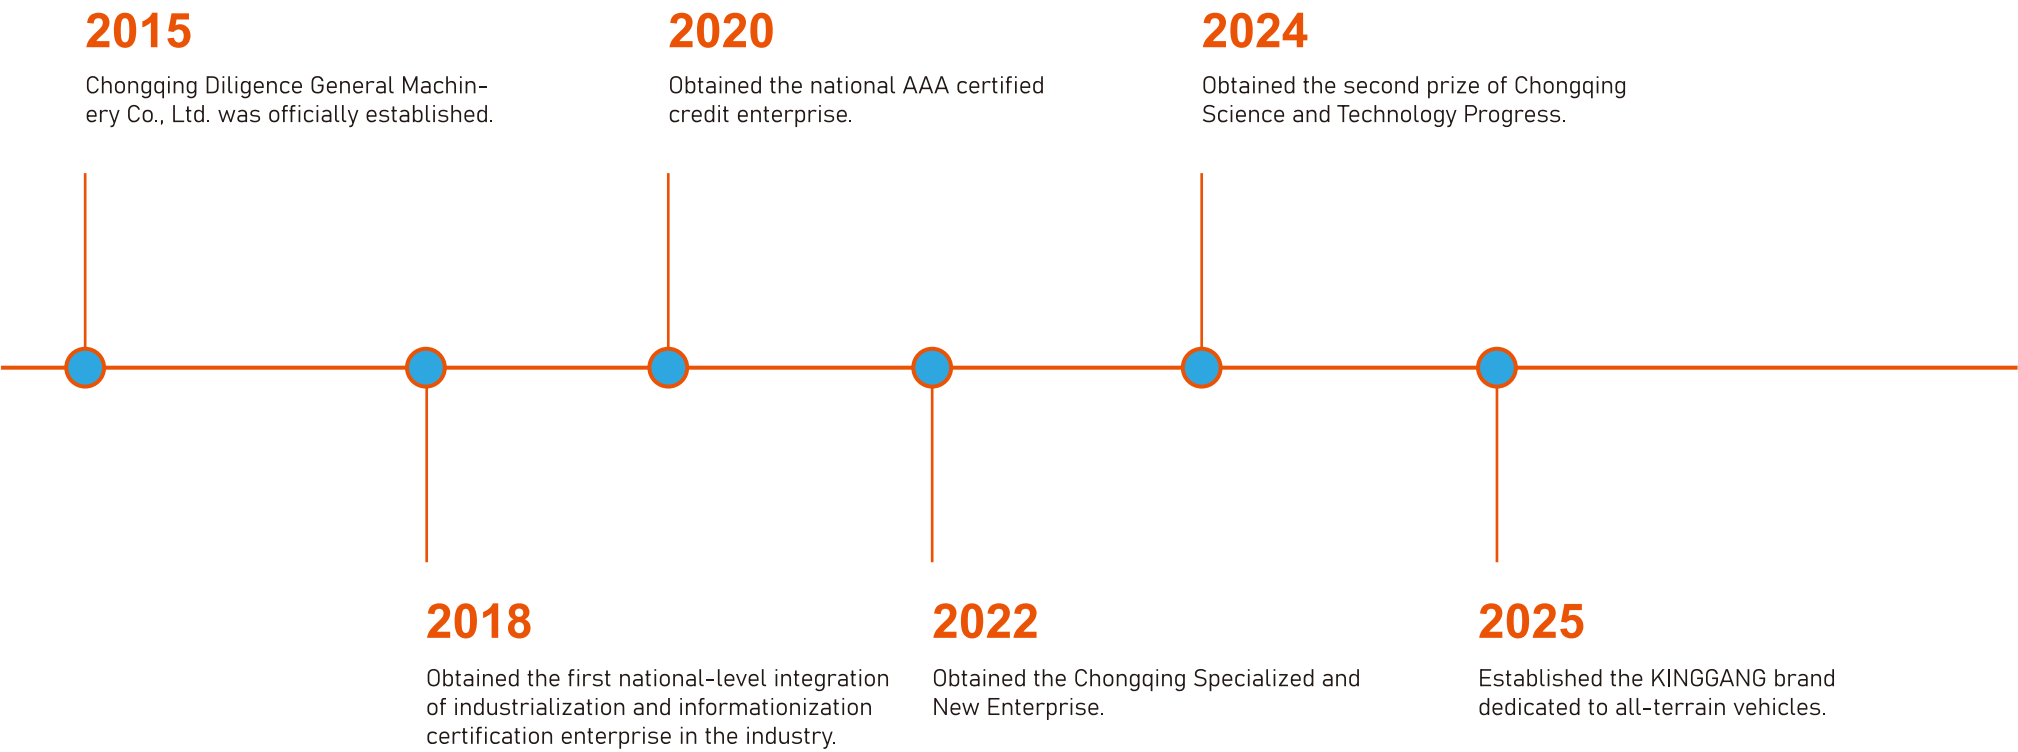 2015
Chongqing Diligence General Machin-
ery Co., Ltd. was officially established.
2018
Obtained the first national-level integration
of industrialization and informationization
certification enterprise in the industry.
2020
Obtained the national AAA certified
credit enterprise.
2022
Obtained the Chongqing Specialized and
New Enterprise.
2024
Obtained the second prize of Chongqing
Science and Technology Progress.
2025
Established the KINGGANG brand
dedicated to all-terrain vehicles.